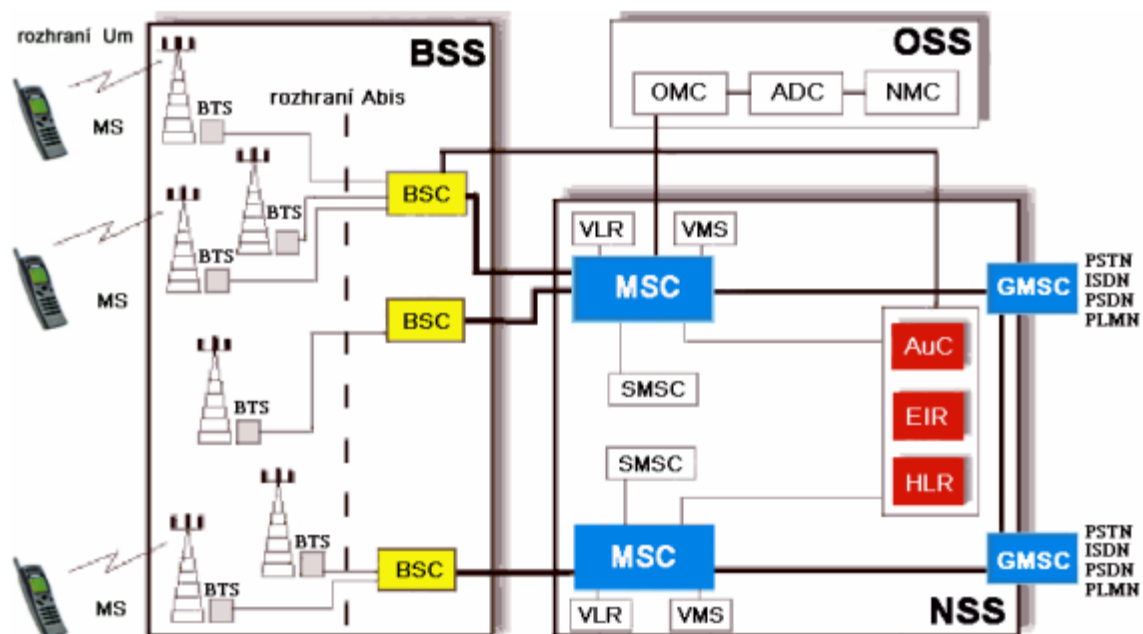 rozhraní Um
BSS
OSS
OMC
ADC
NMC
rozhraní Abis
BTS
MS
BTS
BSC
BTS
MS
VLR
VMS
MSC
GMSC
PSTN
ISDN
PSDN
PLMN
BSC
AuC
SMSC
BTS
EIR
SMSC
HLR
BTS
MSC
BSC
GMSC
PSTN
ISDN
PSDN
PLMN
BTS
MS
VLR
VMS
NSS